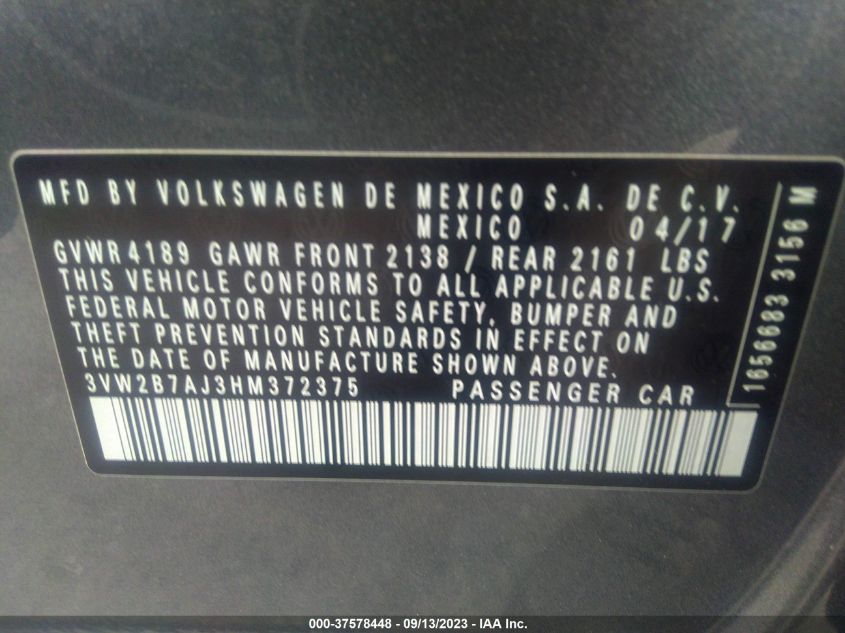 MFD BY VOLKSWAGEN DE MEXICO S.A. DE C.V.
MEXICO 04/17
GVWR 4189 GAWR FRONT 2138 / REAR 2161 LBS
THIS VEHICLE CONFORMS TO ALL APPLICABLE U.S.
FEDERAL MOTOR VEHICLE SAFETY, BUMPER AND
THEFT PREVENTION STANDARDS IN EFFECT ON
THE DATE OF MANUFACTURE SHOWN ABOVE.
3VW2B7AJ3HM372375 PASSENGER CAR
1656683 3156 M
000-37578448 - 09/13/2023 - IAA Inc.